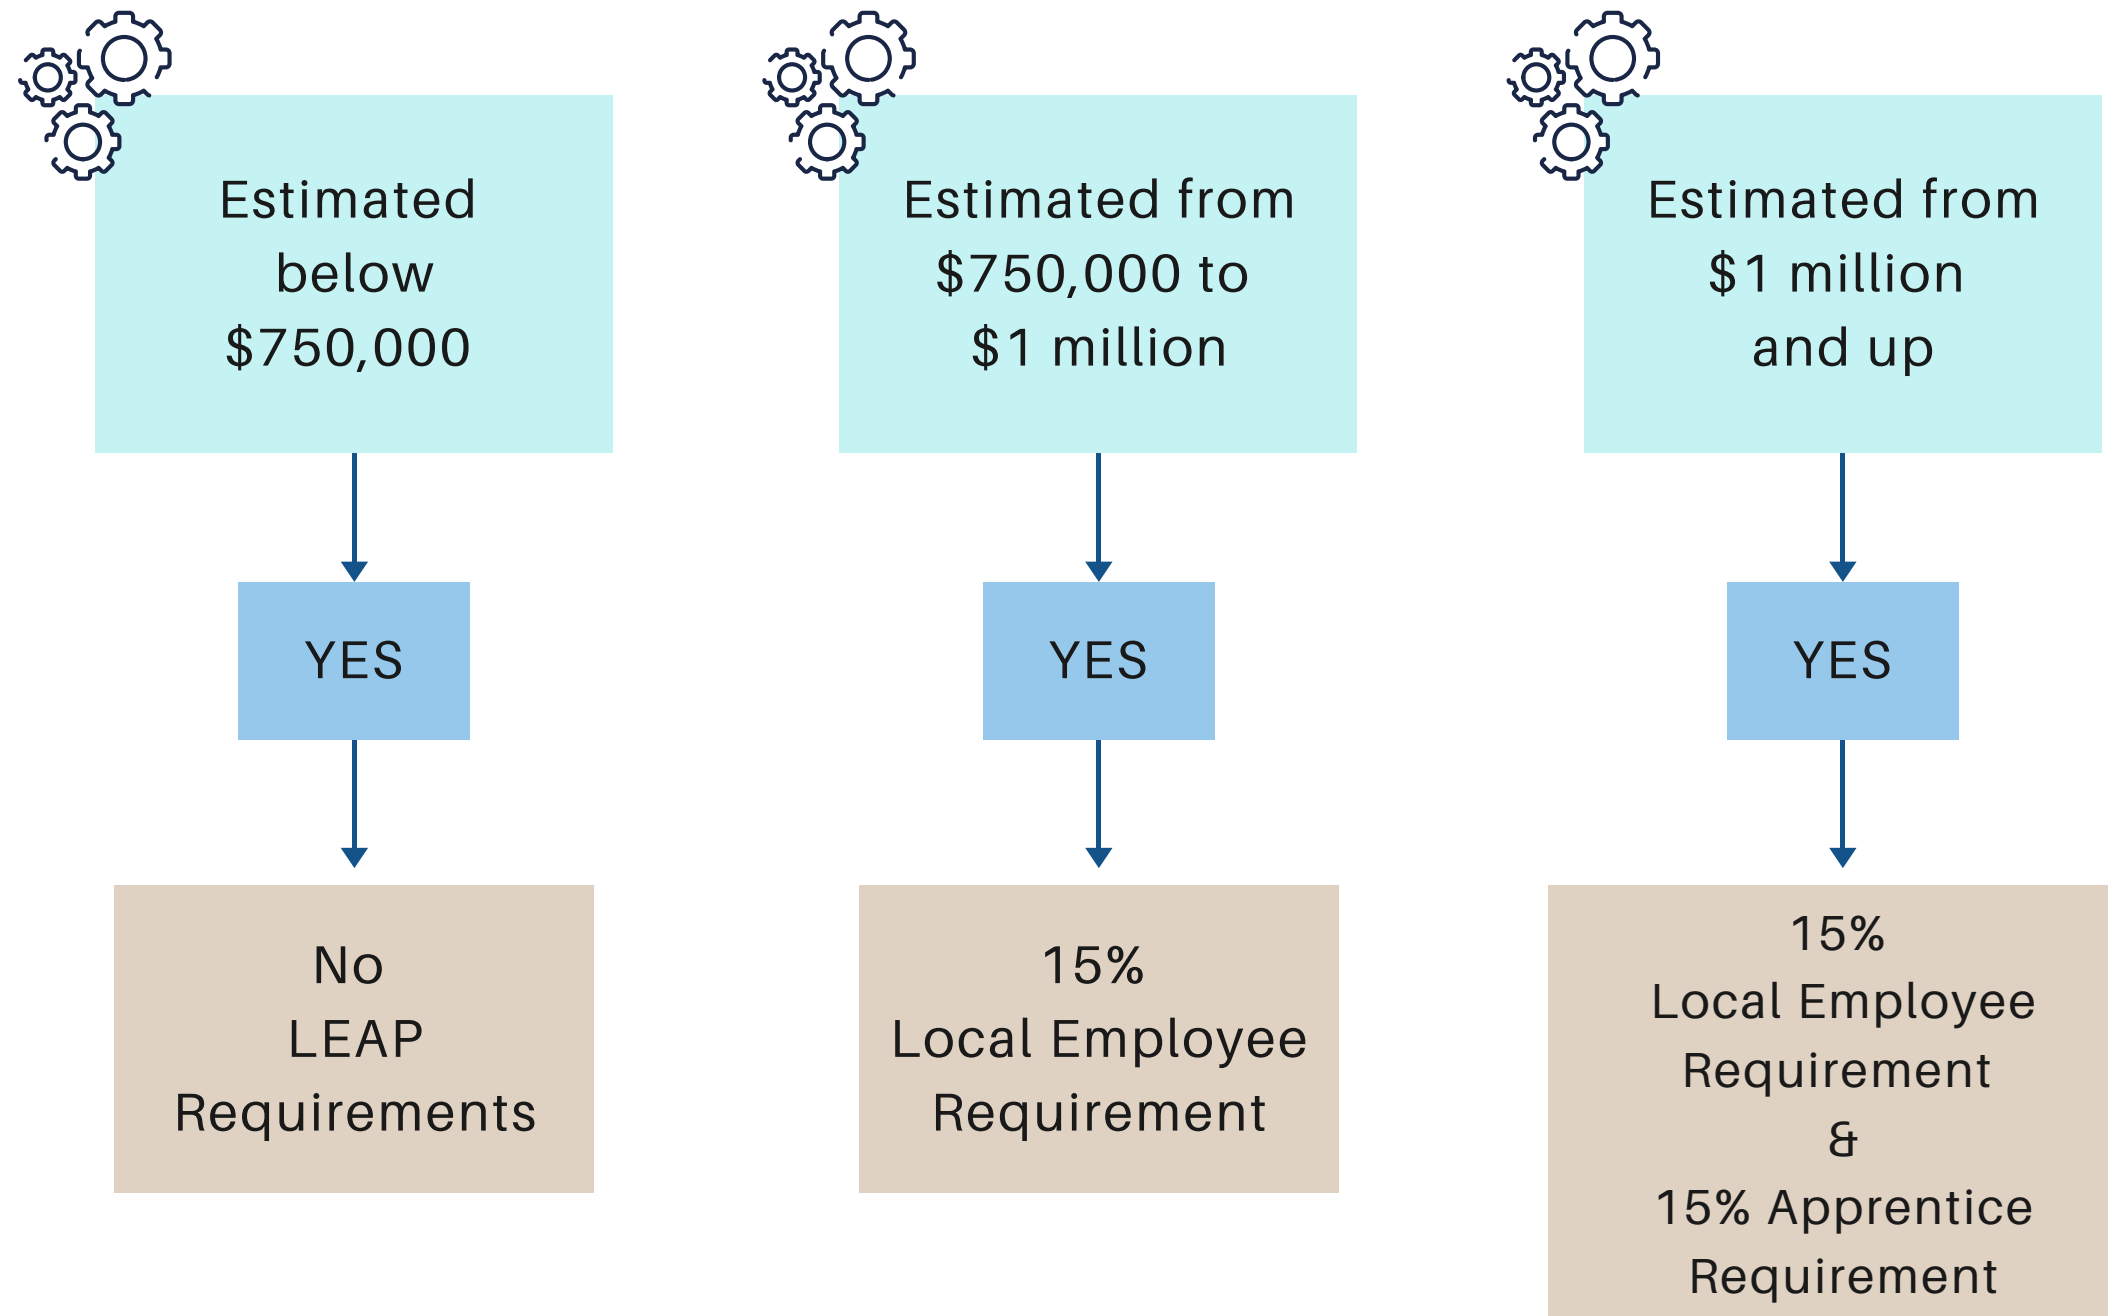 Estimated
below
$750,000
YES
No
LEAP
Requirements
Estimated from
$750,000 to
$1 million
YES
15%
Local Employee
Requirement
Estimated from
$1 million
and up
YES
15%
Local Employee
Requirement
&
15% Apprentice
Requirement